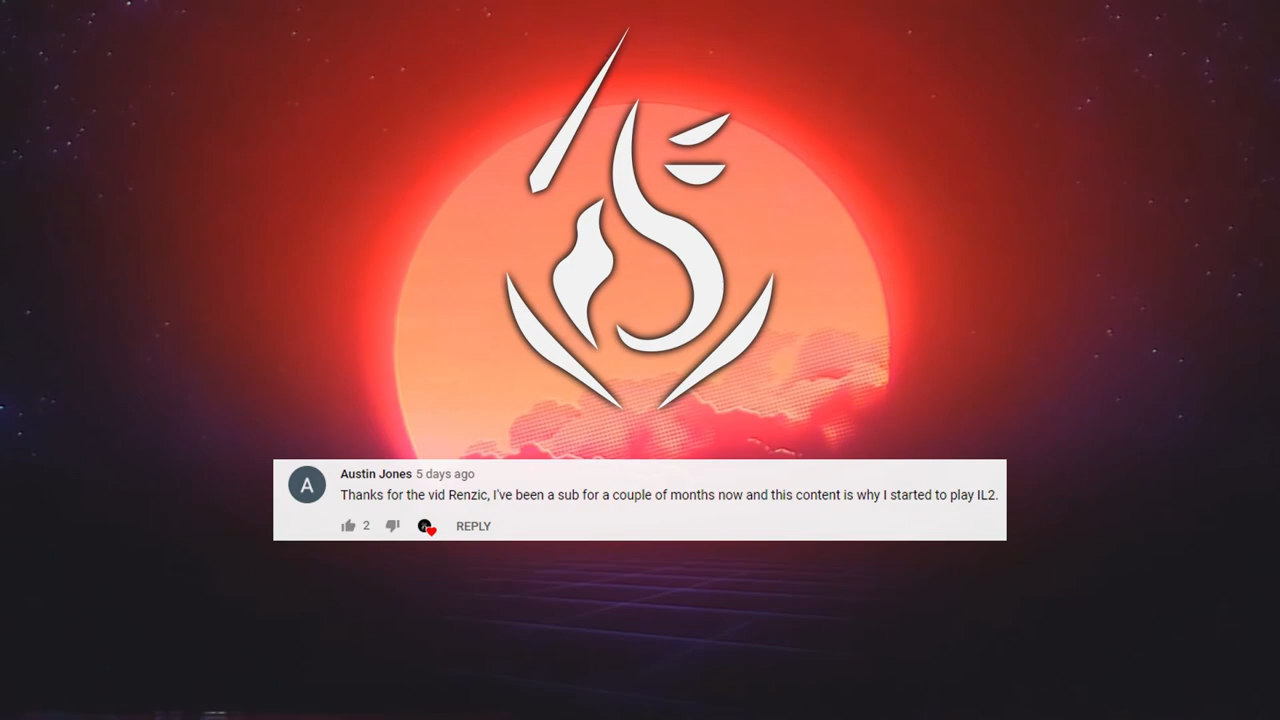 A
Austin Jones 5 days ago
Thanks for the vid Renzic, I've been a sub for a couple of months now and this content is why I started to play IL2.
2 REPLY